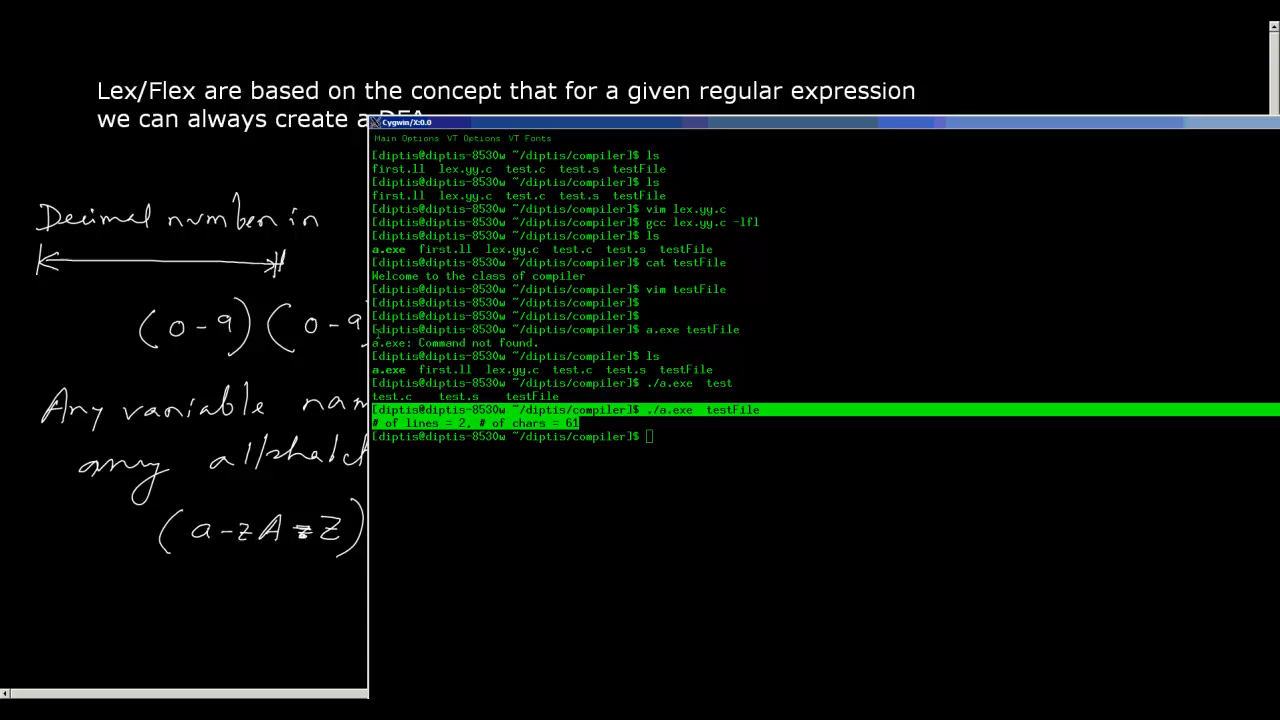 Lex/Flex are based on the concept that for a given regular expression
we can always create a DFA
Decimal number in
(0-9)(0-9
Any variable nam
any alphabet
(a-zA-Z)
Cygwin/X:0.0
Main Options VT Options VT Fonts
[diptis@diptis-8530w ~/diptis/compiler]$ ls
first.ll lex.yy.c test.c test.s testFile
[diptis@diptis-8530w ~/diptis/compiler]$ ls
first.ll lex.yy.c test.c test.s testFile
[diptis@diptis-8530w ~/diptis/compiler]$ vim lex.yy.c
[diptis@diptis-8530w ~/diptis/compiler]$ gcc lex.yy.c -lfl
[diptis@diptis-8530w ~/diptis/compiler]$ ls
a.exe first.ll lex.yy.c test.c test.s testFile
[diptis@diptis-8530w ~/diptis/compiler]$ cat testFile
Welcome to the class of compiler
[diptis@diptis-8530w ~/diptis/compiler]$ vim testFile
[diptis@diptis-8530w ~/diptis/compiler]$
[diptis@diptis-8530w ~/diptis/compiler]$
[diptis@diptis-8530w ~/diptis/compiler]$ a.exe testFile
a.exe: Command not found.
[diptis@diptis-8530w ~/diptis/compiler]$ ls
a.exe first.ll lex.yy.c test.c test.s testFile
[diptis@diptis-8530w ~/diptis/compiler]$ ./a.exe test
test.c test.s testFile
[diptis@diptis-8530w ~/diptis/compiler]$ ./a.exe testFile
# of lines = 2, # of chars = 61
[diptis@diptis-8530w ~/diptis/compiler]$